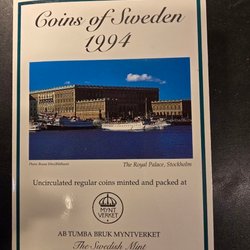 Coins of Sweden
1994
The Royal Palace, Stockholm
Uncirculated regular coins minted and packed at
MYNT
VERKET
AB TUMBA BRUK MYNTVERKET
The Swedish Mint